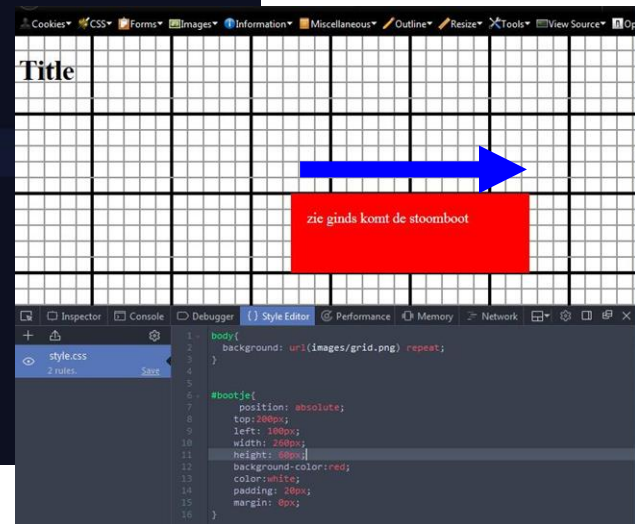 Cookies CSS Forms Images Information Miscellaneous Outline Resize Tools View Source Op
Title
zie ginds komt de stoomboot
Inspector Console Debugger {} Style Editor Performance Memory Network
style.css
2 rules. Save
1 body{
2 background: url(images/grid.png) repeat;
3 }
4
5
6 #bootje{
7 position: absolute;
8 top:200px;
9 left: 100px;
10 width: 260px;
11 height: 60px;
12 background-color:red;
13 color:white;
14 padding: 20px;
15 margin: 0px;
16 }